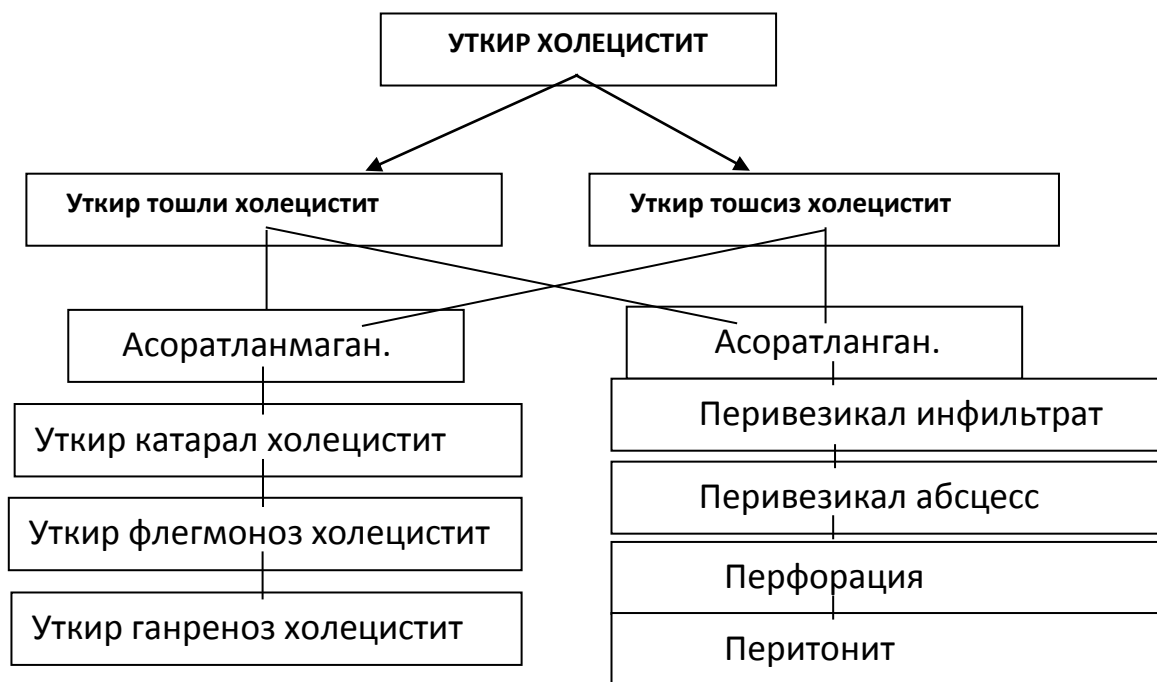 УТКИР ХОЛЕЦИСТИТ
Уткир тошли холецистит
Уткир тошсиз холецистит
Асоратланмаган.
Асоратланган.
Уткир катарал холецистит
Уткир флегмоноз холецистит
Уткир ганреноз холецистит
Перивезикал инфильтрат
Перивезикал абсцесс
Перфорация
Перитонит